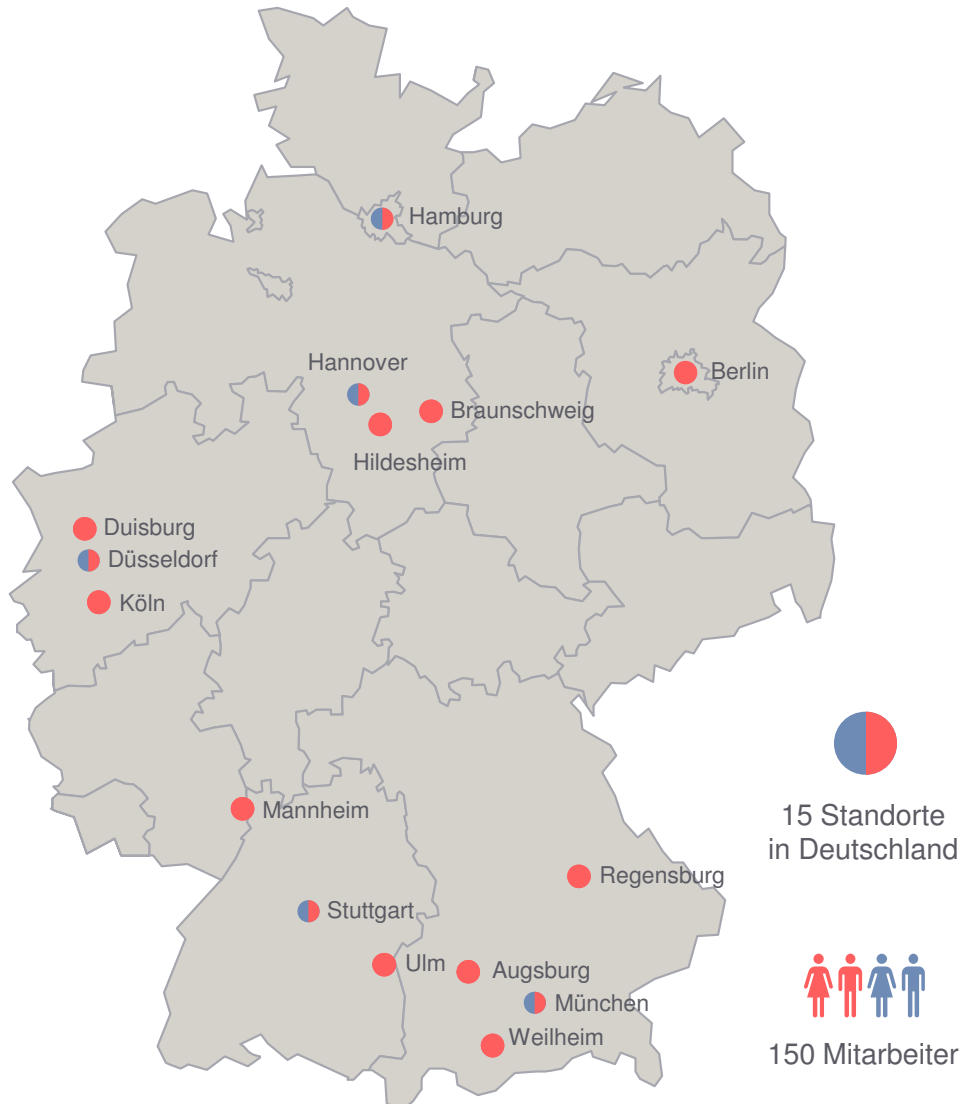 Hamburg
Hannover
Berlin
Braunschweig
Hildesheim
Duisburg
Düsseldorf
Köln
Mannheim
15 Standorte
in Deutschland
Regensburg
Stuttgart
Ulm
Augsburg
München
Weilheim
150 Mitarbeiter